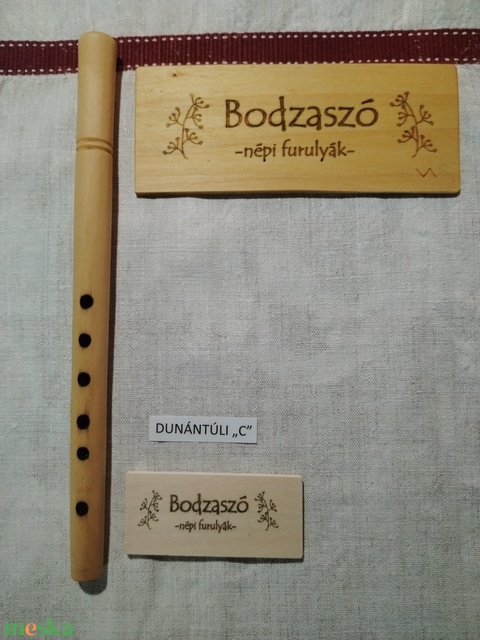 Bodzaszó
-népi furulyák-
DUNÁNTÚLI „C”
Bodzaszó
-népi furulyák-
meska